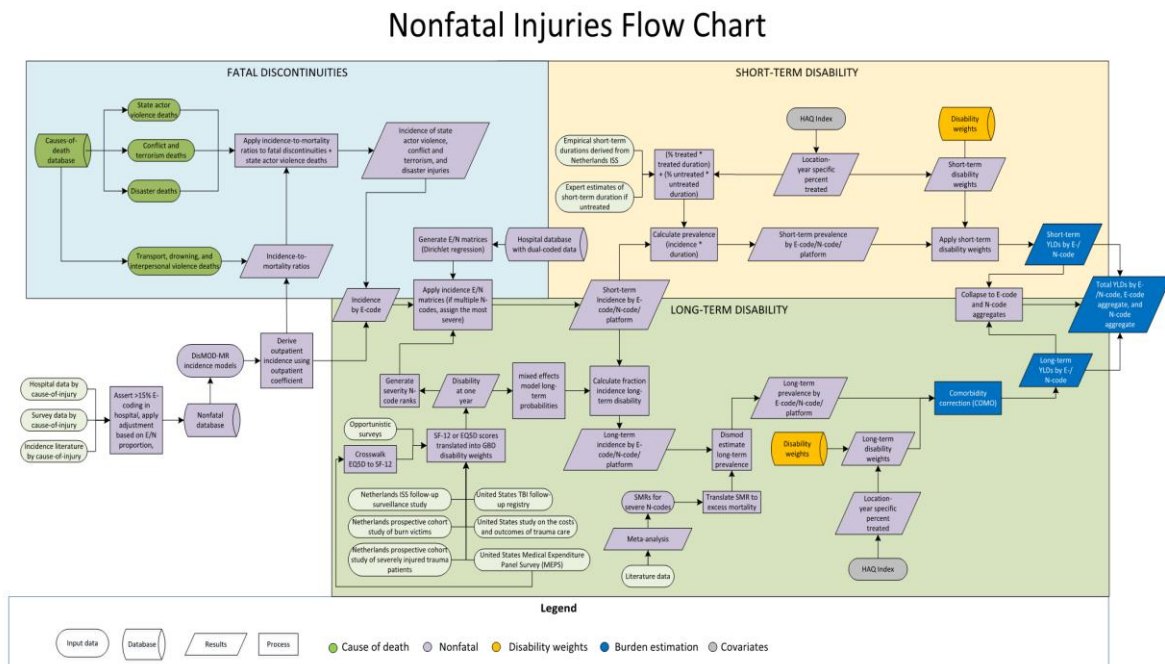 Nonfatal Injuries Flow Chart
FATAL DISCONTINUITIES
State actor
violence deaths
Causes-of-
death
database
Conflict and
terrorism deaths
Disaster deaths
Apply incidence-to-mortality
ratios to fatal discontinuities +
state actor violence deaths
Incidence of state
actor violence,
conflict and
terrorism, and
disaster injuries
Transport, drowning, and
interpersonal violence deaths
Incidence-to-
mortality ratios
Generate E/N matrices
(Dirichlet regression)
Hospital database
with dual-coded data
Incidence
by E-code
Apply incidence E/N
matrices (if multiple N-
codes, assign the most
severe)
SHORT-TERM DISABILITY
Empirical short-term
durations derived from
Netherlands ISS
Expert estimates of
short-term duration if
untreated
(% treated *
treated duration)
+ (% untreated *
untreated
duration)
HAQ Index
Location-
year specific
percent
treated
Disability
weights
Short-term
disability
weights
Calculate prevalence
(incidence *
duration)
Short-term prevalence
by E-code/N-code/
platform
Apply short-term
disability weights
Short-term
YLDs by E-/
N-code
Short-term
Incidence by E-
code/N-code/
platform
Collapse to E-code
and N-code
aggregates
Total YLDs by E-
/N-code, E-code
aggregate, and
N-code
aggregate
LONG-TERM DISABILITY
Long-term
YLDs by E-/
N-code
Hospital data by
cause-of-injury
Survey data by
cause-of-injury
Incidence literature
by cause-of-injury
Assert >15% E-
coding in
hospital, apply
adjustment
based on E/N
proportion,
DisMOD-MR
incidence models
Nonfatal
database
Derive
outpatient
incidence using
outpatient
coefficient
Generate
severity N-
code ranks
Disability
at one
year
mixed effects
model long-
term
probabilities
Calculate fraction
incidence long-
term disability
Long-term
prevalence by
E-code/N-code/
platform
Comorbidity
correction (COMO)
Opportunistic
surveys
Crosswalk
EQ5D to SF-12
SF-12 or EQ5D scores
translated into GBD
disability weights
Long-term
incidence by E-
code/N-code/
platform
Dismod
estimate
long-term
prevalence
Disability
weights
Long-term
disability
weights
Netherlands ISS follow-up
surveillance study
United States TBI follow-
up registry
Netherlands prospective cohort
study of burn victims
United States study on the costs
and outcomes of trauma care
Netherlands prospective cohort
study of severely injured trauma
patients
United States Medical Expenditure
Panel Survey (MEPS)
SMRs for
severe N-codes
Translate SMR to
excess mortality
Meta-analysis
Literature data
Location-
year specific
percent
treated
HAQ Index
Legend
Input data
Database
Results
Process
Cause of death
Nonfatal
Disability weights
Burden estimation
Covariates